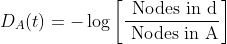 $D_A(t) = -\log\left[\frac{\text{Nodes in d}}{\text{Nodes in A}}\right]$